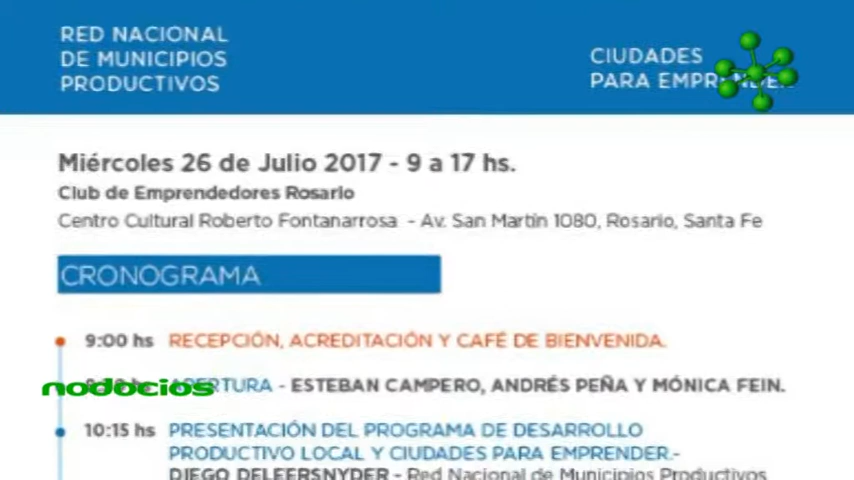 RED NACIONAL
DE MUNICIPIOS
PRODUCTIVOS
CIUDADES
PARA EMPRENDER
Miércoles 26 de Julio 2017 - 9 a 17 hs.
Club de Emprendedores Rosario
Centro Cultural Roberto Fontanarrosa - Av. San Martín 1080, Rosario, Santa Fe
CRONOGRAMA
9:00 hs RECEPCIÓN, ACREDITACIÓN Y CAFÉ DE BIENVENIDA.
nodocios
APERTURA - ESTEBAN CAMPERO, ANDRÉS PEÑA Y MÓNICA FEIN.
10:15 hs PRESENTACIÓN DEL PROGRAMA DE DESARROLLO
PRODUCTIVO LOCAL Y CIUDADES PARA EMPRENDER.-
DIEGO DELEERSNYDER - Red Nacional de Municipios Productivos